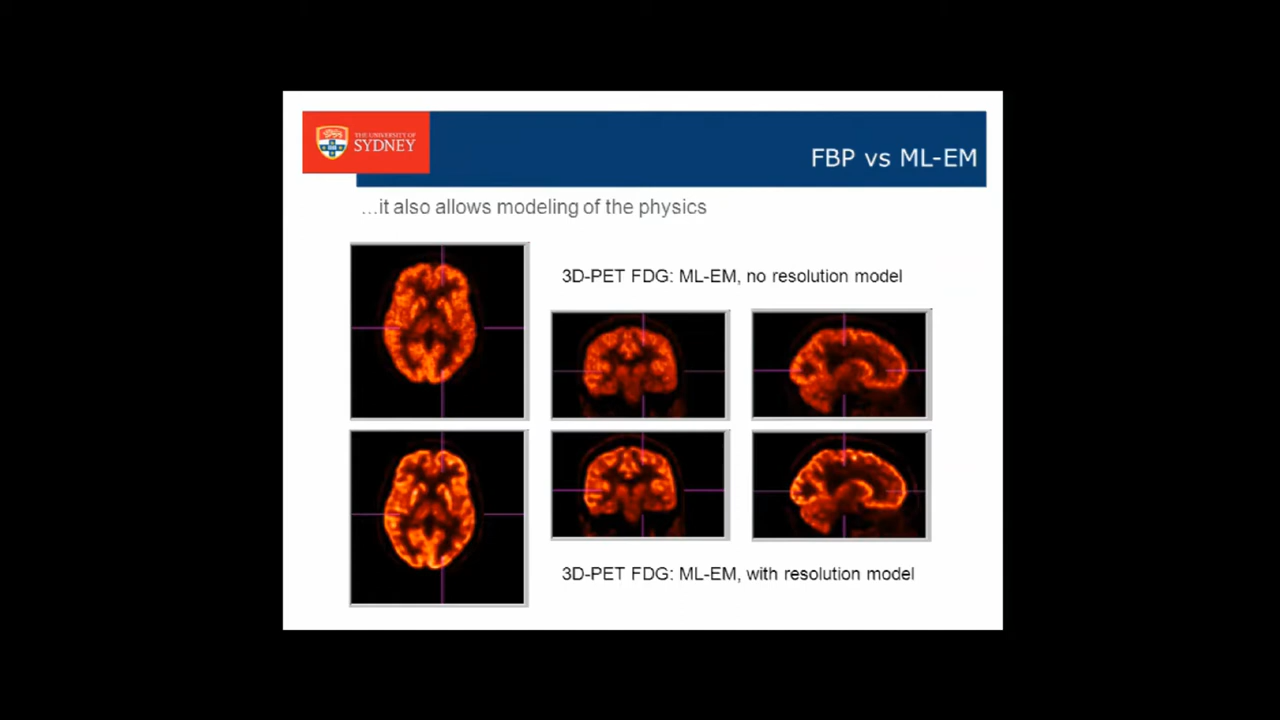 THE UNIVERSITY OF
SYDNEY
FBP vs ML-EM
...it also allows modeling of the physics
3D-PET FDG: ML-EM, no resolution model
3D-PET FDG: ML-EM, with resolution model